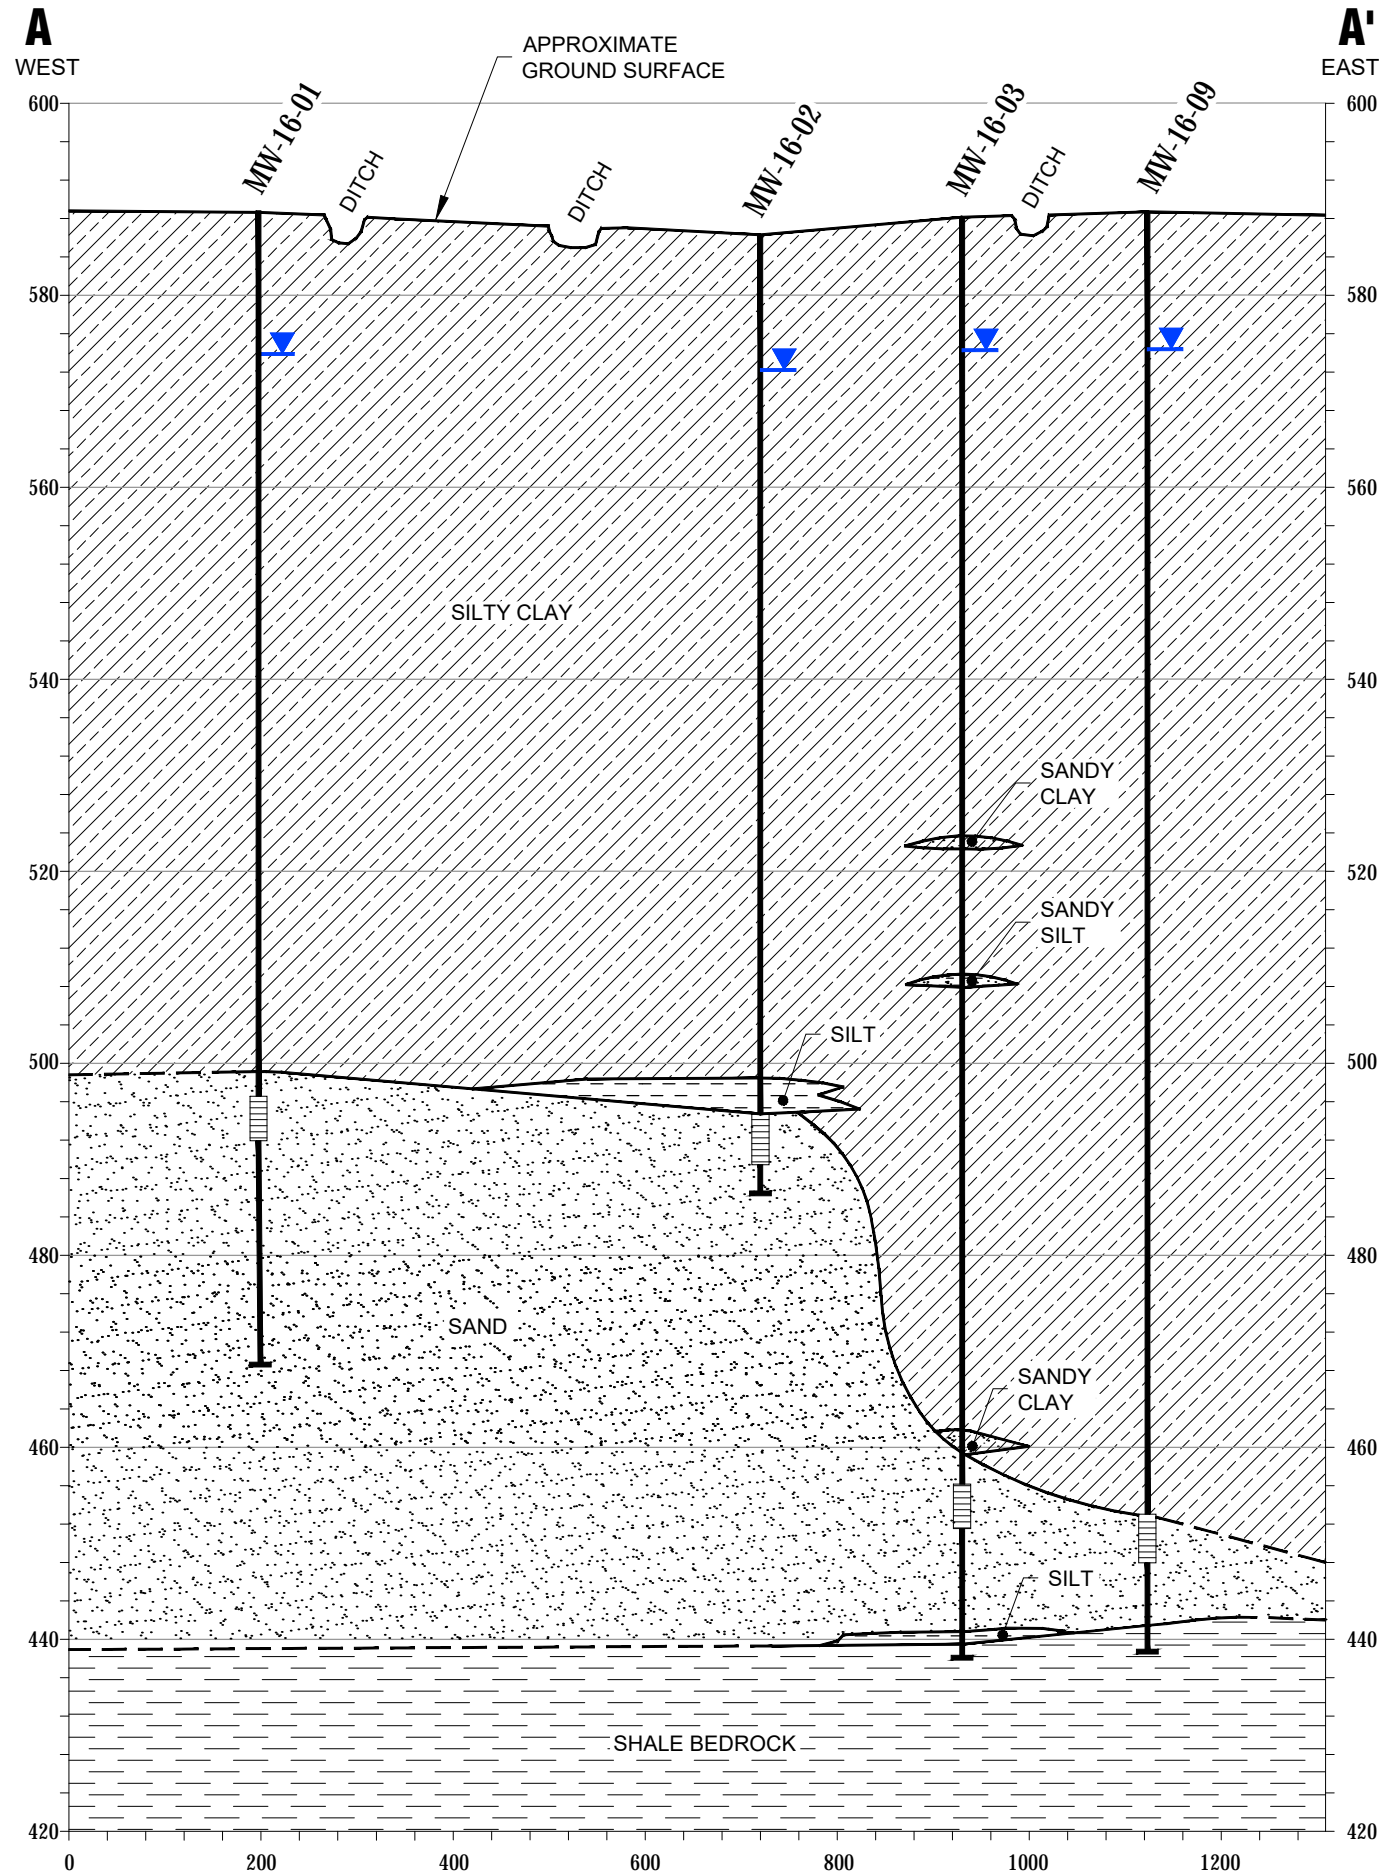 A
WEST
A'
EAST
APPROXIMATE
GROUND SURFACE
MW-16-01
DITCH
DITCH
MW-16-02
MW-16-03
DITCH
MW-16-09
600
600
580
580
560
560
SILTY CLAY
540
540
SANDY
CLAY
520
520
SANDY
SILT
SILT
500
500
480
480
SAND
SANDY
CLAY
460
460
SILT
440
440
SHALE BEDROCK
420
420
0
200
400
600
800
1000
1200